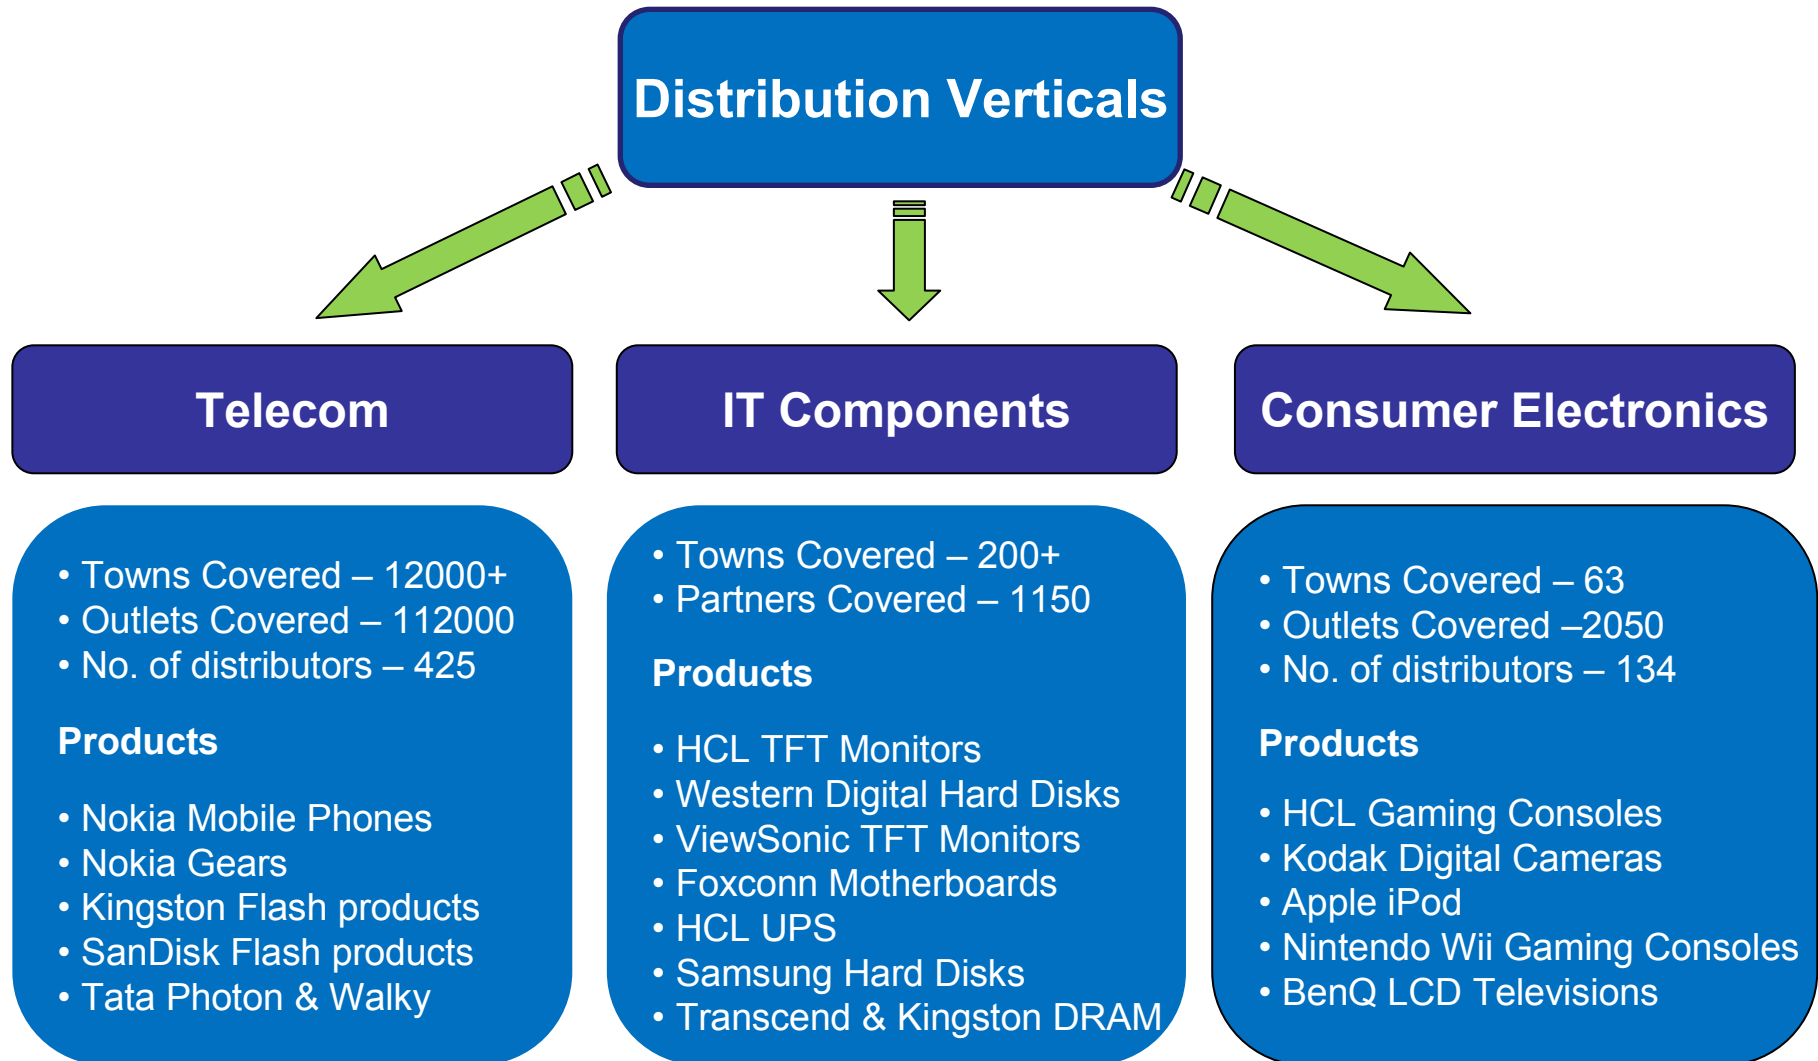 Distribution Verticals
Telecom
• Towns Covered – 12000+
• Outlets Covered – 112000
• No. of distributors – 425
Products
• Nokia Mobile Phones
• Nokia Gears
• Kingston Flash products
• SanDisk Flash products
• Tata Photon & Walky
IT Components
• Towns Covered – 200+
• Partners Covered – 1150
Products
• HCL TFT Monitors
• Western Digital Hard Disks
• ViewSonic TFT Monitors
• Foxconn Motherboards
• HCL UPS
• Samsung Hard Disks
• Transcend & Kingston DRAM
Consumer Electronics
• Towns Covered – 63
• Outlets Covered –2050
• No. of distributors – 134
Products
• HCL Gaming Consoles
• Kodak Digital Cameras
• Apple iPod
• Nintendo Wii Gaming Consoles
• BenQ LCD Televisions